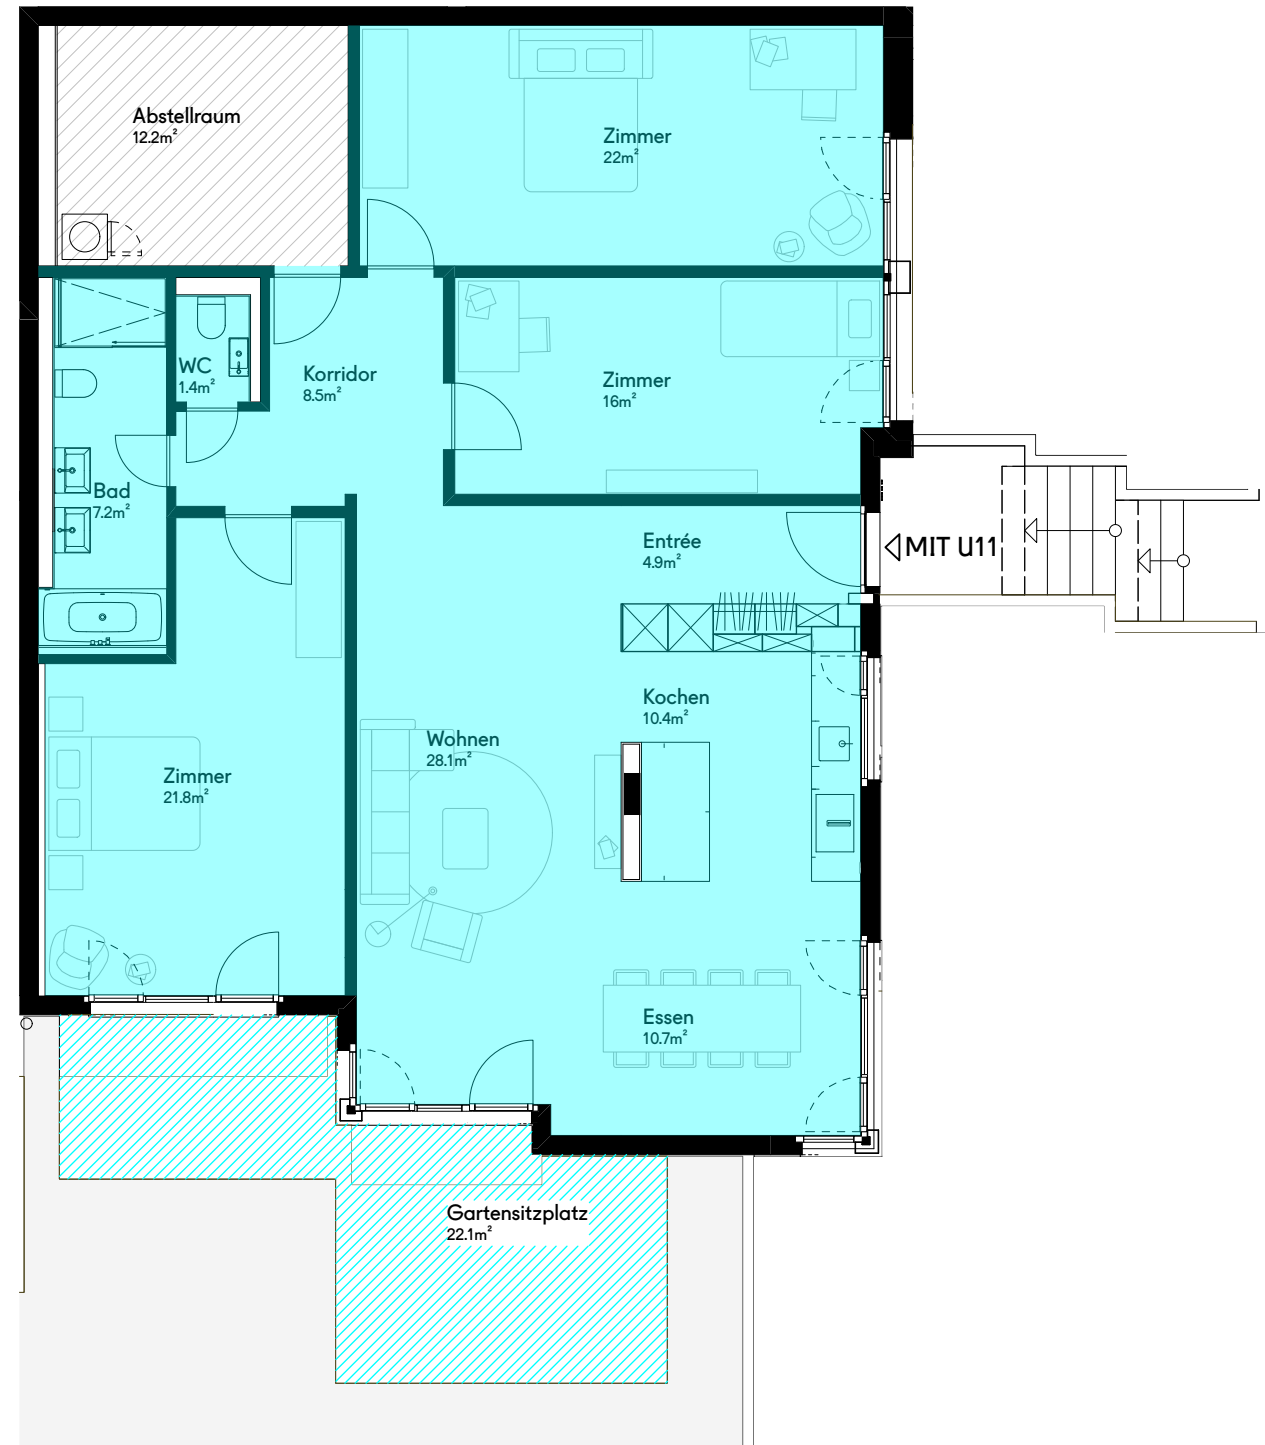 Abstellraum
12.2m²
Zimmer
22m²
WC
1.4m²
Korridor
8.5m²
Zimmer
16m²
Bad
7.2m²
Entrée
4.9m²
MIT U11
Kochen
10.4m²
Wohnen
28.1m²
Zimmer
21.8m²
Essen
10.7m²
Gartensitzplatz
22.1m²